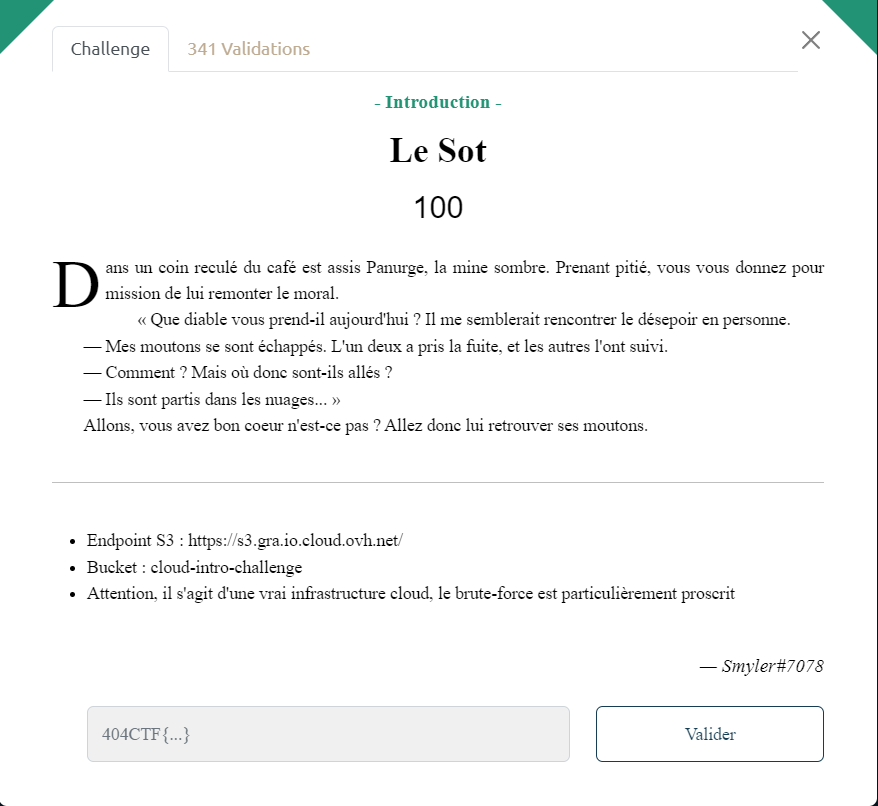 Challenge
341 Validations
- Introduction -
Le Sot
100
Dans un coin reculé du café est assis Panurge, la mine sombre. Prenant pitié, vous vous donnez pour
mission de lui remonter le moral.
« Que diable vous prend-il aujourd'hui ? Il me semblerait rencontrer le désepoir en personne.
— Mes moutons se sont échappés. L'un deux a pris la fuite, et les autres l'ont suivi.
— Comment ? Mais où donc sont-ils allés ?
— Ils sont partis dans les nuages... »
Allons, vous avez bon coeur n'est-ce pas ? Allez donc lui retrouver ses moutons.
• Endpoint S3 : https://s3.gra.io.cloud.ovh.net/
• Bucket : cloud-intro-challenge
• Attention, il s'agit d'une vrai infrastructure cloud, le brute-force est particulièrement proscrit
— Smyler#7078
404CTF{...}
Valider